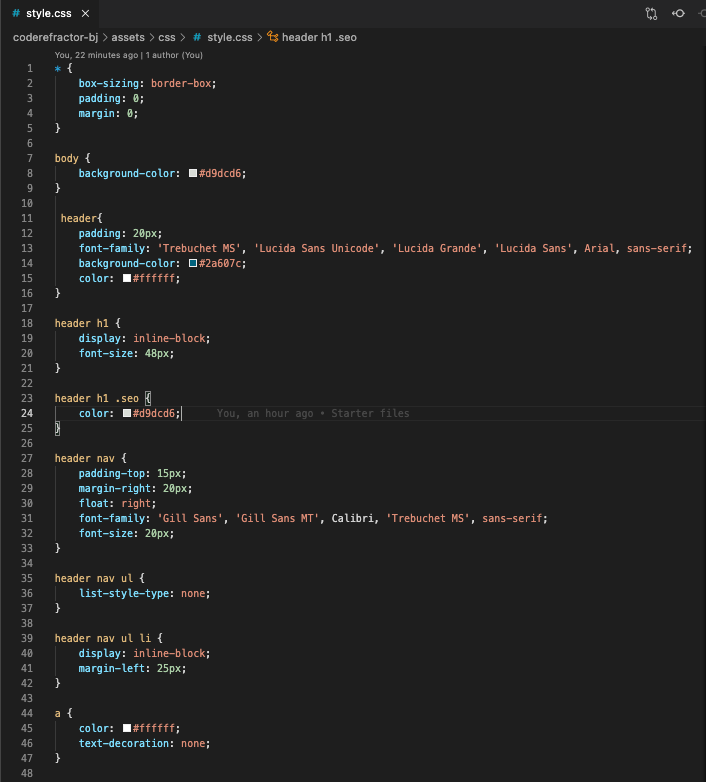 # style.css ×
coderefractor-bj > assets > css > # style.css > header h1 .seo
You, 22 minutes ago | 1 author (You)
1 * {
2 box-sizing: border-box;
3 padding: 0;
4 margin: 0;
5 }
6
7 body {
8 background-color: #d9dcd6;
9 }
10
11 header{
12 padding: 20px;
13 font-family: 'Trebuchet MS', 'Lucida Sans Unicode', 'Lucida Grande', 'Lucida Sans', Arial, sans-serif;
14 background-color: #2a607c;
15 color: #ffffff;
16 }
17
18 header h1 {
19 display: inline-block;
20 font-size: 48px;
21 }
22
23 header h1 .seo {
24 color: #d9dcd6; You, an hour ago • Starter files
25 }
26
27 header nav {
28 padding-top: 15px;
29 margin-right: 20px;
30 float: right;
31 font-family: 'Gill Sans', 'Gill Sans MT', Calibri, 'Trebuchet MS', sans-serif;
32 font-size: 20px;
33 }
34
35 header nav ul {
36 list-style-type: none;
37 }
38
39 header nav ul li {
40 display: inline-block;
41 margin-left: 25px;
42 }
43
44 a {
45 color: #ffffff;
46 text-decoration: none;
47 }
48